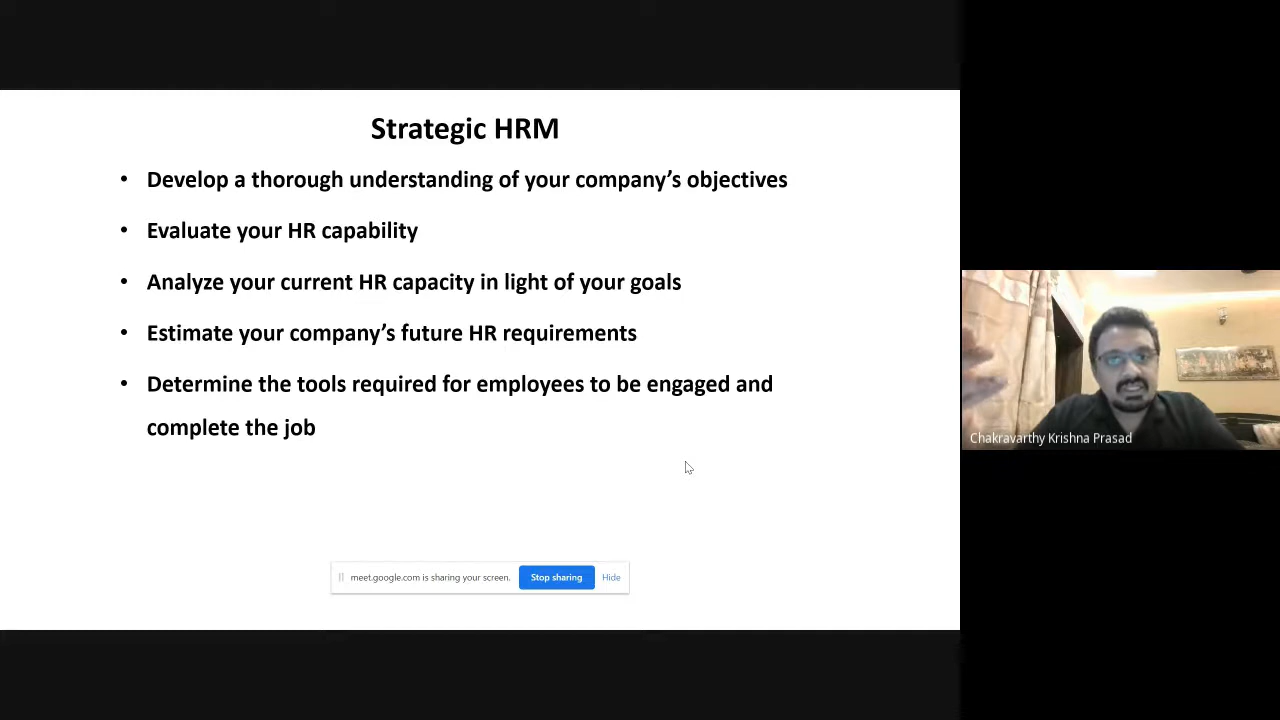 Strategic HRM
• Develop a thorough understanding of your company’s objectives
• Evaluate your HR capability
• Analyze your current HR capacity in light of your goals
• Estimate your company’s future HR requirements
• Determine the tools required for employees to be engaged and
complete the job
meet.google.com is sharing your screen. Stop sharing Hide
Chakravarthy Krishna Prasad